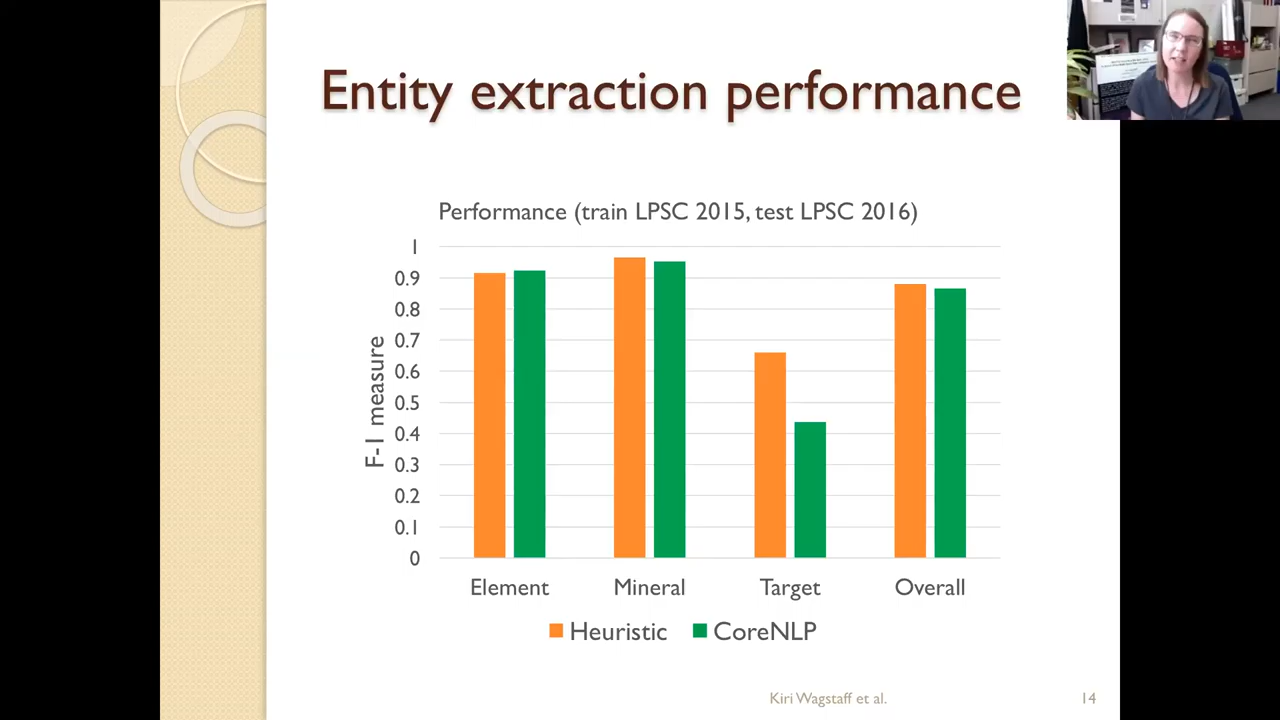 Entity extraction performance
Performance (train LPSC 2015, test LPSC 2016)
F-1 measure
1
0.9
0.8
0.7
0.6
0.5
0.4
0.3
0.2
0.1
0
Element Mineral Target Overall
Heuristic CoreNLP
Kiri Wagstaff et al. 14